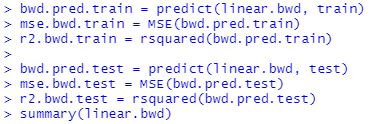 > bwd.pred.train = predict(linear.bwd, train)
> mse.bwd.train = MSE(bwd.pred.train)
> r2.bwd.train = rsquared(bwd.pred.train)
>
> bwd.pred.test = predict(linear.bwd, test)
> mse.bwd.test = MSE(bwd.pred.test)
> r2.bwd.test = rsquared(bwd.pred.test)
> summary(linear.bwd)